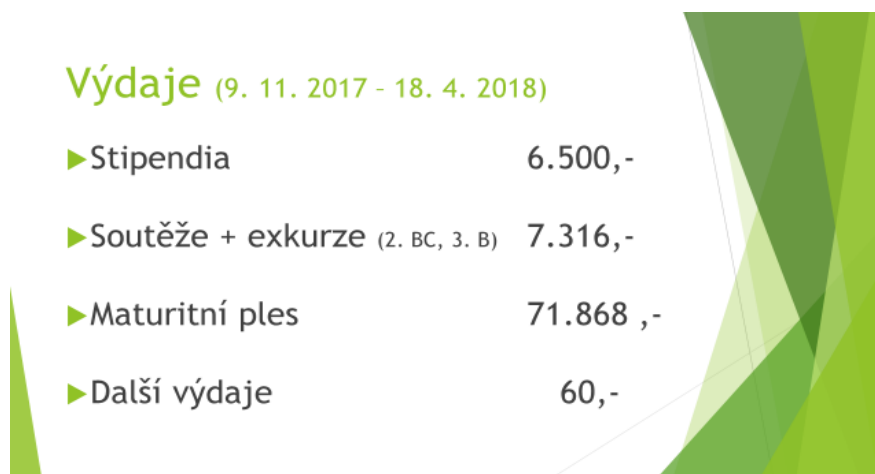 Výdaje (9. 11. 2017 – 18. 4. 2018)
Stipendia 6.500,-
Soutěže + exkurze (2. BC, 3. B) 7.316,-
Maturitní ples 71.868 ,-
Další výdaje 60,-